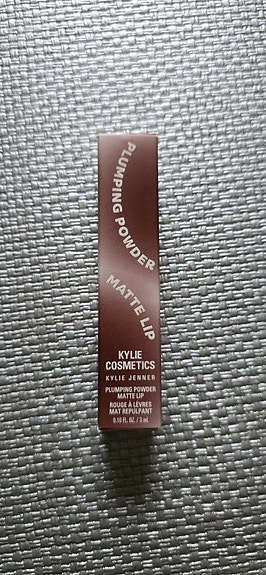 PLUMPING POWDER
MATTE LIP
KYLIE
COSMETICS
KYLIE JENNER
PLUMPING POWDER
MATTE LIP
ROUGE À LÈVRES
MAT REPULPANT
0.10 FL. OZ. / 3 mL